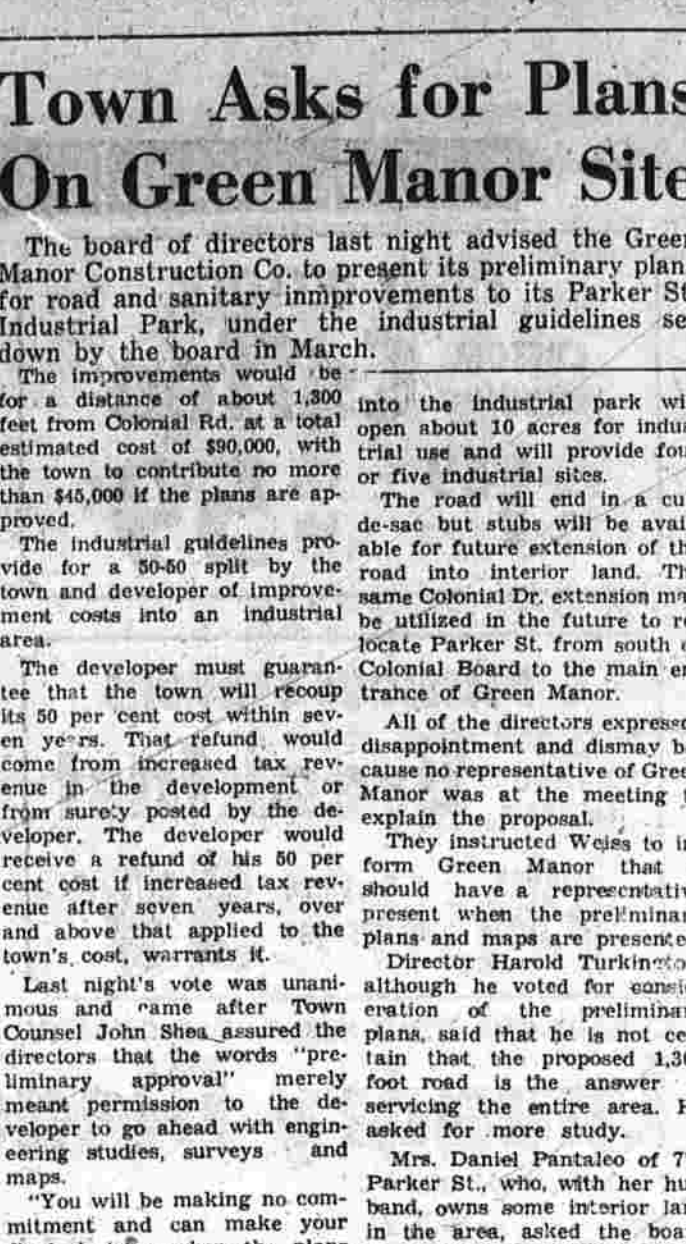 Town Asks for Plans
On Green Manor Site
The board of directors last night advised the Green
Manor Construction Co. to present its preliminary plan
for road and sanitary inmprovements to its Parker St
Industrial Park, under the industrial guidelines se
down by the board in March.
The improvements would be
for a distance of about 1,300
feet from Colonial Rd. at a total
estimated cost of $90,000, with
the town to contribute no more
than $45,000 if the plans are ap-
proved.
The industrial guidelines pro-
vide for a 50-50 split by the
town and developer of improve-
ment costs into an industrial
area.
The developer must guaran-
tee that the town will recoup
its 50 per cent cost within sev-
en years. That refund would
come from increased tax rev-
enue in the development or
from surety posted by the de-
veloper. The developer would
receive a refund of his 50 per
cent cost if increased tax rev-
enue after seven years, over
and above that applied to the
town's cost, warrants it.
Last night's vote was unani-
mous and came after Town
Counsel John Shea assured the
directors that the words "pre-
liminary approval" merely
meant permission to the de-
veloper to go ahead with engin-
eering studies, surveys and
maps.
"You will be making no com-
mitment and can make your
into the industrial park wi
open about 10 acres for indus
trial use and will provide fou
or five industrial sites.
The road will end in a cu
de-sac but stubs will be avai
able for future extension of th
road into interior land. Th
same Colonial Dr. extension ma
be utilized in the future to re
locate Parker St. from south o
Colonial Board to the main en
trance of Green Manor.
All of the directors expresse
disappointment and dismay b
cause no representative of Gree
Manor was at the meeting t
explain the proposal.
They instructed Weiss to in
form Green Manor that
should have a representativ
present when the preliminar
plans and maps are presente
Director Harold Turkingto
although he voted for consi
eration of the preliminar
plans, said that he is not ce
tain that the proposed 1,30
foot road is the answer
servicing the entire area. H
asked for more study.
Mrs. Daniel Pantaleo of 7
Parker St., who, with her hu
band, owns some interior lan
in the area, asked the boar